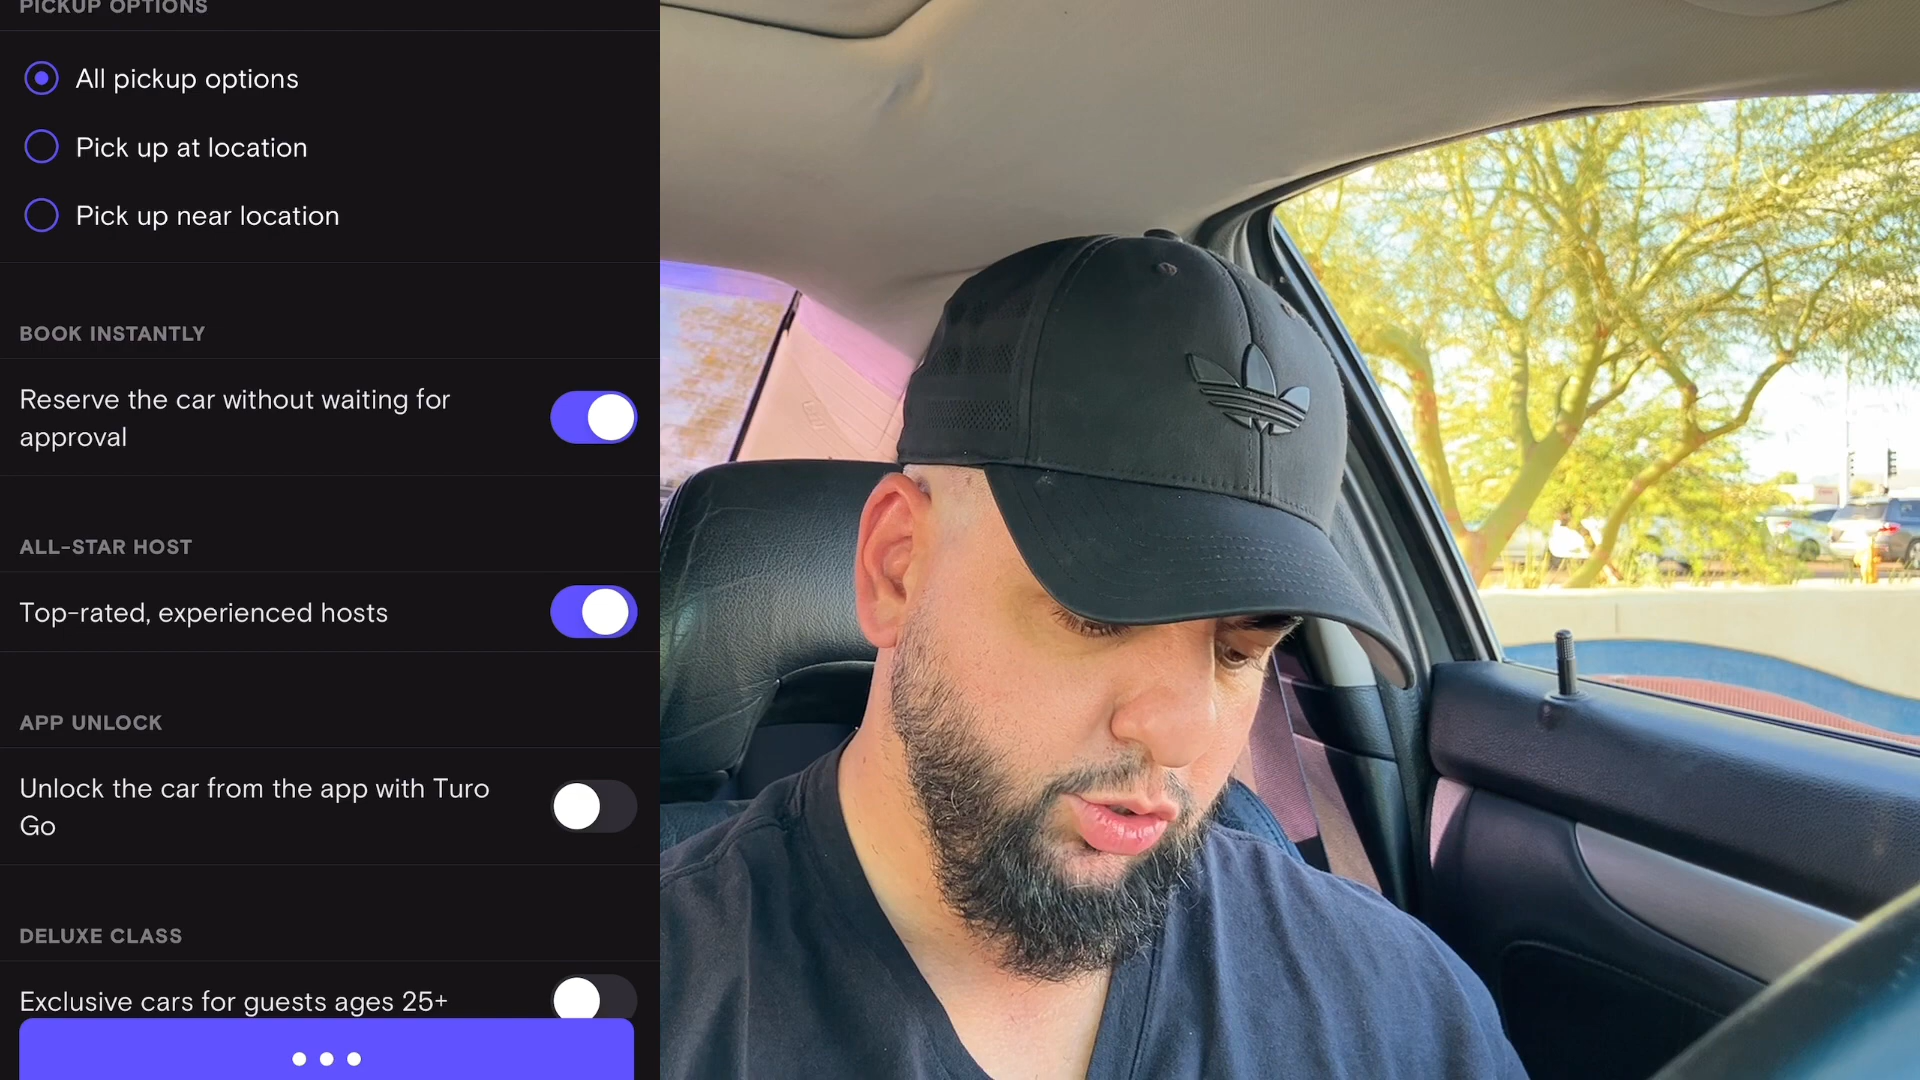 PICKUP OPTIONS
All pickup options
Pick up at location
Pick up near location
BOOK INSTANTLY
Reserve the car without waiting for
approval
ALL-STAR HOST
Top-rated, experienced hosts
APP UNLOCK
Unlock the car from the app with Turo
Go
DELUXE CLASS
Exclusive cars for guests ages 25+